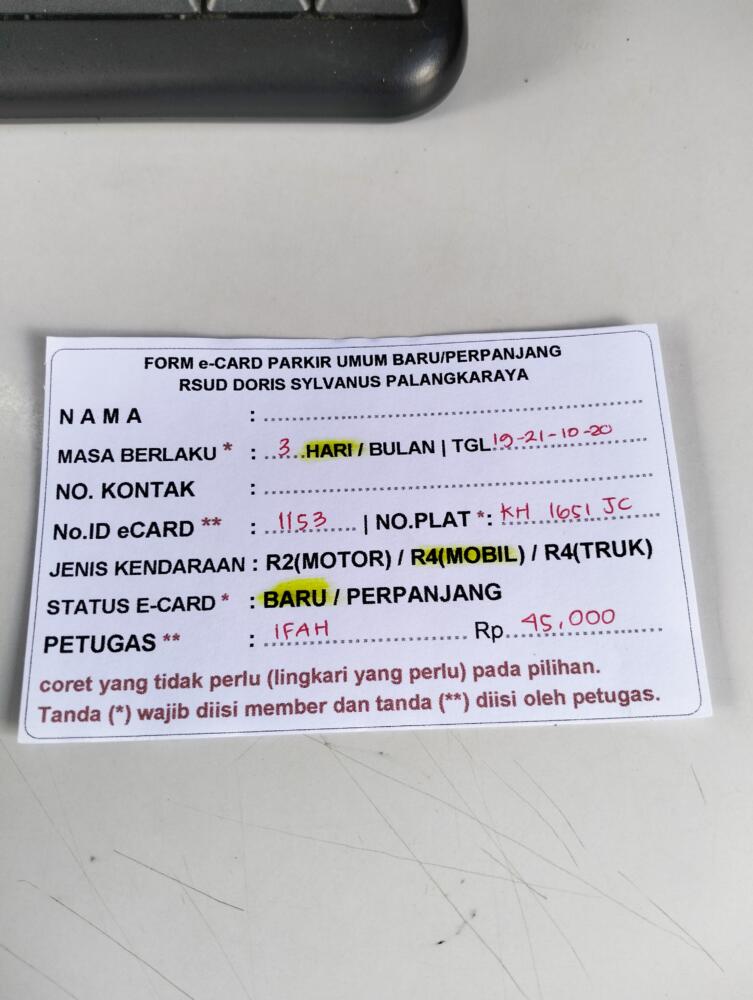 FORM e-CARD PARKIR UMUM BARU/PERPANJANG
RSUD DORIS SYLVANUS PALANGKARAYA
NAMA : ........................................
MASA BERLAKU * : 3 HARI / BULAN | TGL 19-21-10-20
NO. KONTAK : ........................................
No.ID eCARD ** : 1153 | NO.PLAT *: KH 1651 JC
JENIS KENDARAAN : R2(MOTOR) / R4(MOBIL) / R4(TRUK)
STATUS E-CARD * : BARU / PERPANJANG
PETUGAS ** : IFAH Rp. 45,000
coret yang tidak perlu (lingkari yang perlu) pada pilihan.
Tanda (*) wajib diisi member dan tanda (**) diisi oleh petugas.